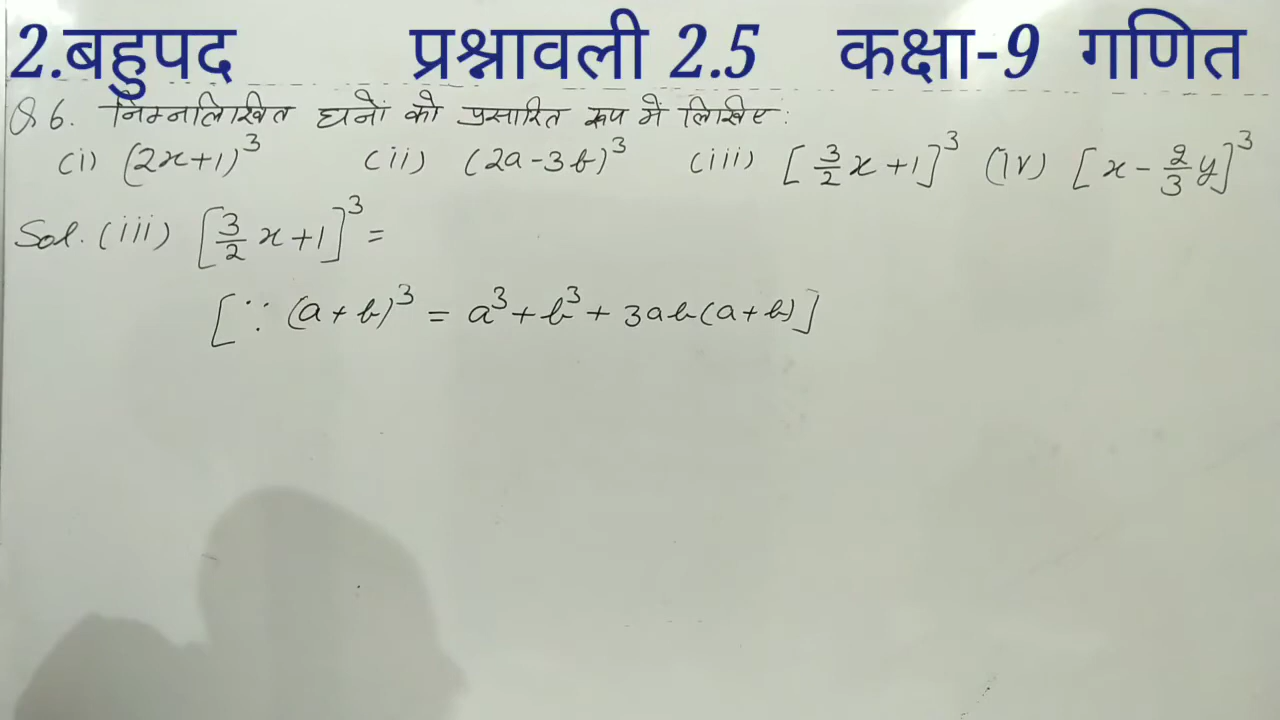 2.बहुपद प्रश्नावली 2.5 कक्षा-9 गणित
Q 6. निम्नलिखित घनों को प्रसारित रूप में लिखिए:
(i) (2x+1)³ (ii) (2a-3b)³ (iii) [3/2 x+1]³ (iv) [x - 2/3 y]³
Sol. (iii) [3/2 x+1]³ =
[∵ (a+b)³ = a³+b³+3ab(a+b)]